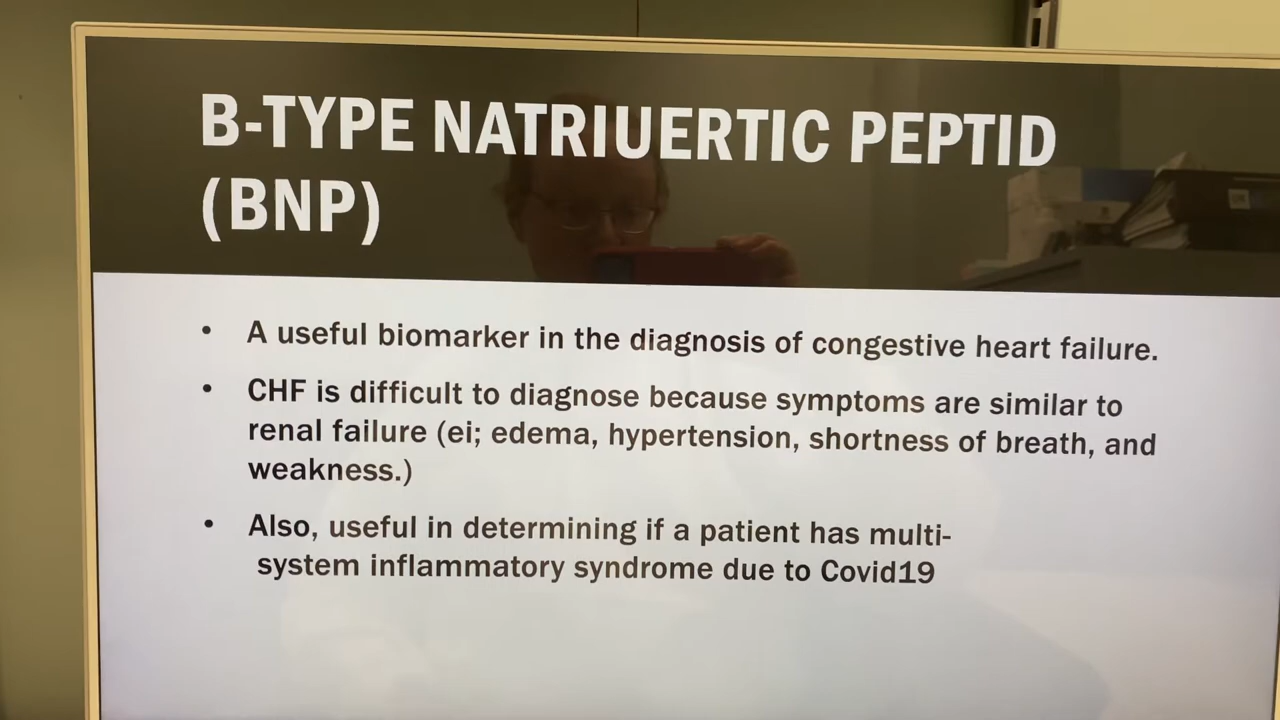 B-TYPE NATRIUERTIC PEPTID
(BNP)
• A useful biomarker in the diagnosis of congestive heart failure.
• CHF is difficult to diagnose because symptoms are similar to
renal failure (ei; edema, hypertension, shortness of breath, and
weakness.)
• Also, useful in determining if a patient has multi-
system inflammatory syndrome due to Covid19